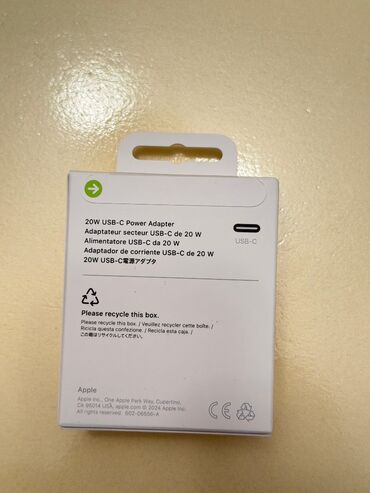 20W USB-C Power Adapter
Adaptateur secteur USB-C de 20 W
Alimentatore USB-C da 20 W
Adaptador de corriente USB-C de 20 W
20W USB-C電源アダプタ
USB-C
Please recycle this box.
Please recycle this box. / Veuillez recycler cette boîte. /
Ricicla questa confezione. / Recicla esta caja. /
この箱はリサイクルしてください。
Apple
Apple Inc., One Apple Park Way, Cupertino,
CA 95014 USA, apple.com © 2024 Apple Inc.
All rights reserved. 602-06556-A
CE